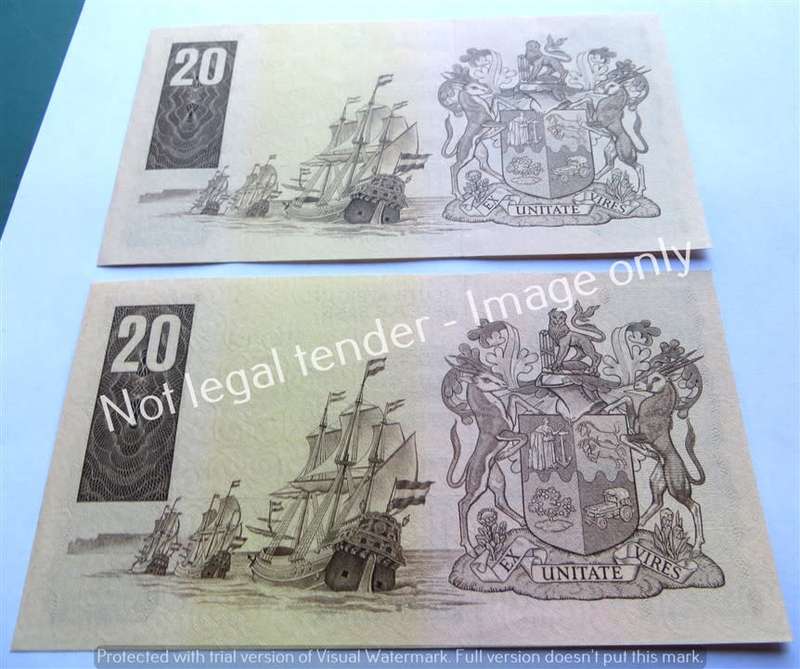 20
EX UNITATE VIRES
Not legal tender - Image only
20
EX UNITATE VIRES
Protected with trial version of Visual Watermark. Full version doesn't put this mark.